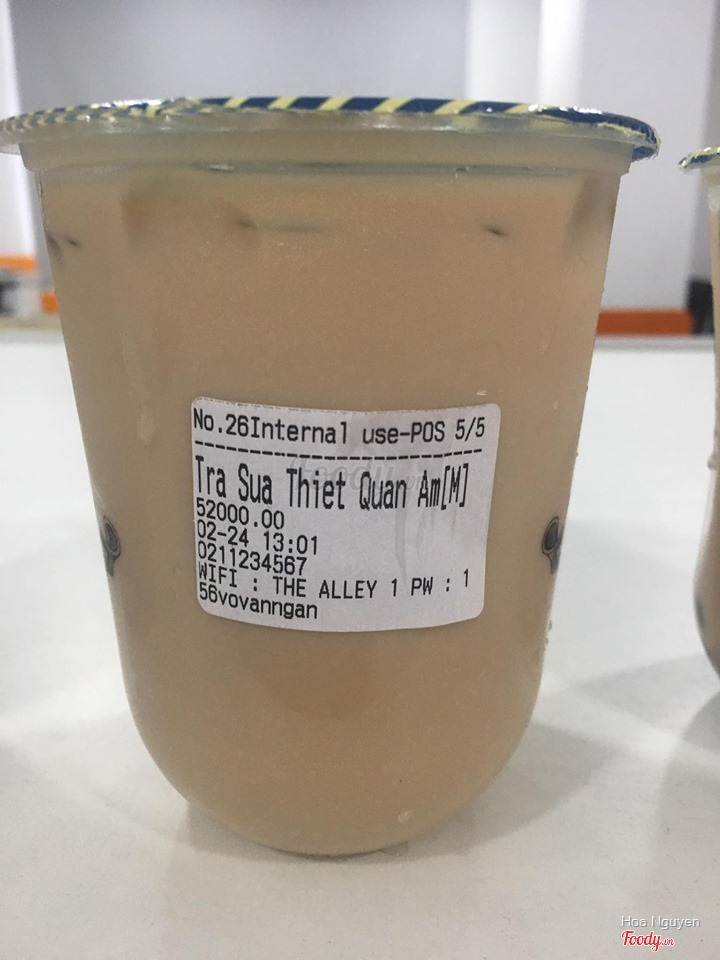 No.26Internal use-POS 5/5
Tra Sua Thiet Quan Am[M]
52000.00
02-24 13:01
0211234567
WIFI : THE ALLEY 1 PW : 1
56vovanngan
Hoa Nguyen
Foody.vn